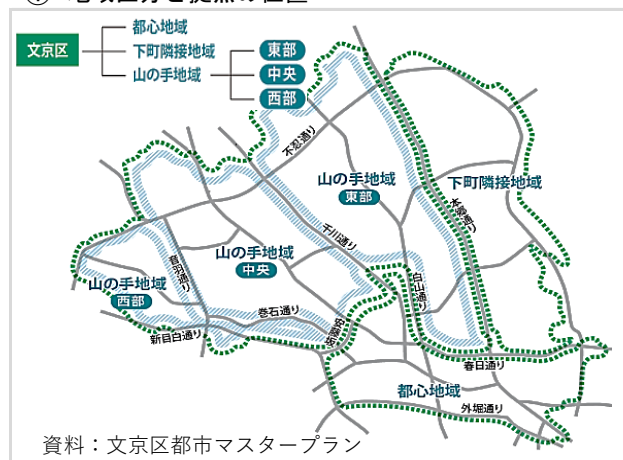 文京区
都心地域
下町隣接地域
山の手地域
東部
中央
西部
不忍通り
山の手地域
東部
下町隣接地域
本郷通り
千川通り
山の手地域
中央
音羽通り
白山通り
山の手地域
西部
巻石通り
安藤坂
新目白通り
春日通り
都心地域
外堀通り
資料：文京区都市マスタープラン